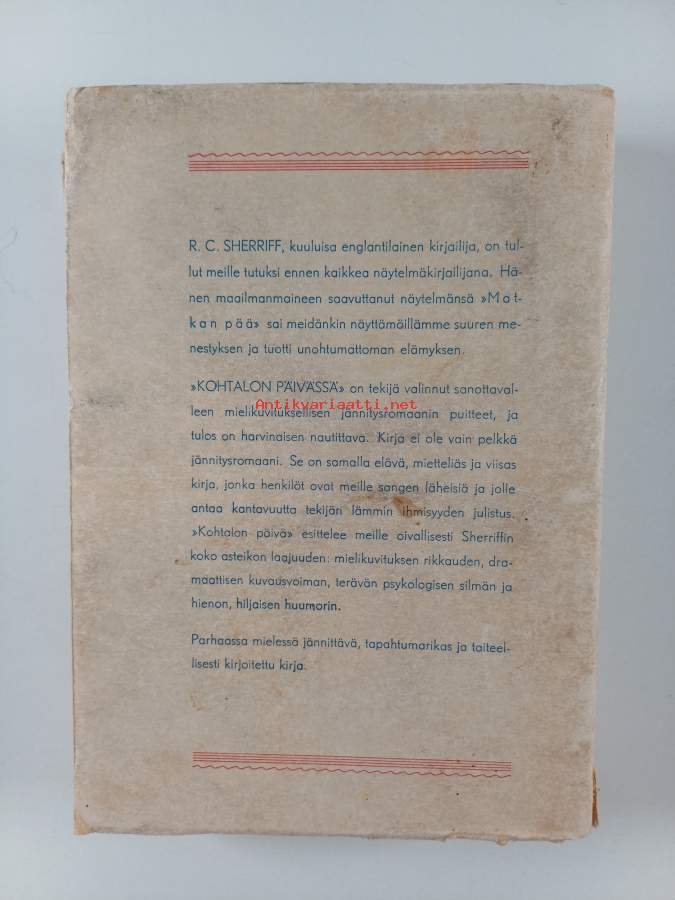 R. C. SHERRIFF, kuuluisa englantilainen kirjailija, on tul-
lut meille tutuksi ennen kaikkea näytelmäkirjailijana. Hä-
nen maailmanmaineen saavuttanut näytelmänsä »Mat-
kan pää» sai meidänkin näyttämöillämme suuren me-
nestyksen ja tuotti unohtumattoman elämyksen.
»KOHTALON PÄIVÄSSÄ» on tekijä valinnut sanottaval-
Antikvariaatti.net
leen mielikuvituksellisen jännitysromaanin puitteet, ja
tulos on harvinaisen nautittava. Kirja ei ole vain pelkkä
jännitysromaani. Se on samalla elävä, mietteliäs ja viisas
kirja, jonka henkilöt ovat meille sangen läheisiä ja jolle
antaa kantavuutta tekijän lämmin ihmisyyden julistus.
»Kohtalon päivä» esittelee meille oivallisesti Sherriffin
koko asteikon laajuuden: mielikuvituksen rikkauden, dra-
maattisen kuvausvoiman, terävän psykologisen silmän ja
hienon, hiljaisen huumorin.
Parhaassa mielessä jännittävä, tapahtumarikas ja taiteel-
lisesti kirjoitettu kirja.